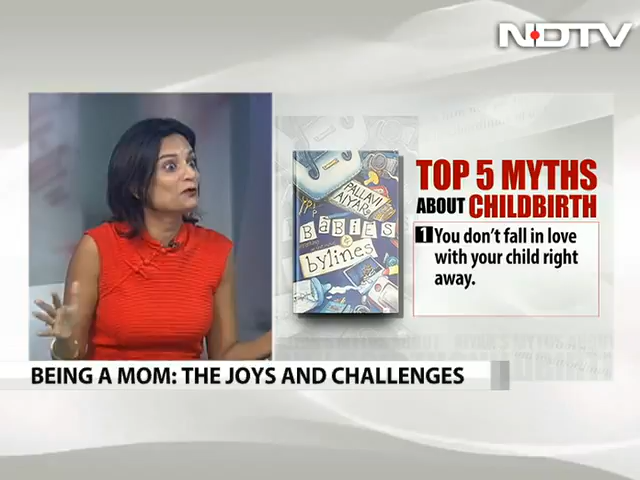 NDTV
TOP 5 MYTHS
ABOUT CHILDBIRTH
1 You don't fall in love
with your child right
away.
PALLAVI
AIYAR
BABIES
&
bylines
BEING A MOM: THE JOYS AND CHALLENGES